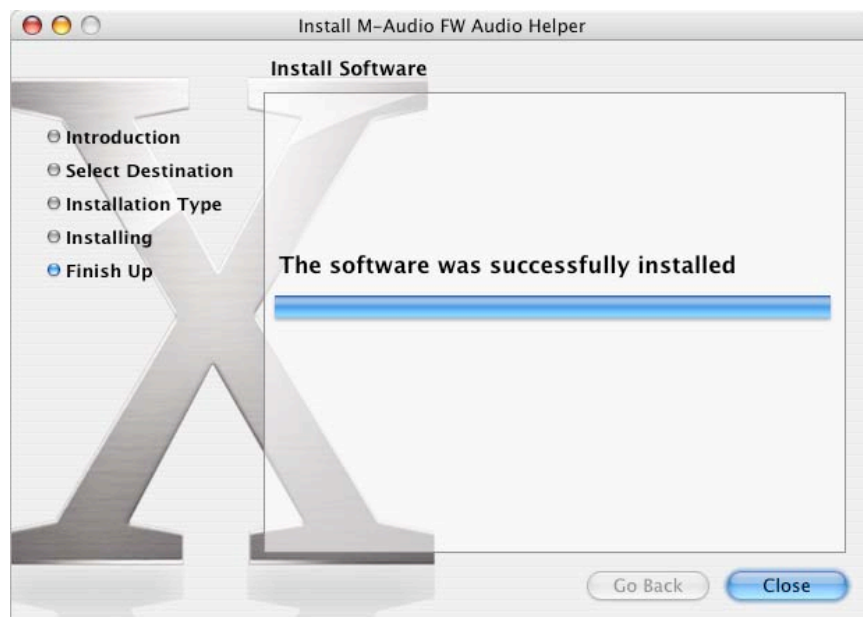 Install M-Audio FW Audio Helper
Install Software
Introduction
Select Destination
Installation Type
Installing
Finish Up
The software was successfully installed
Go Back
Close